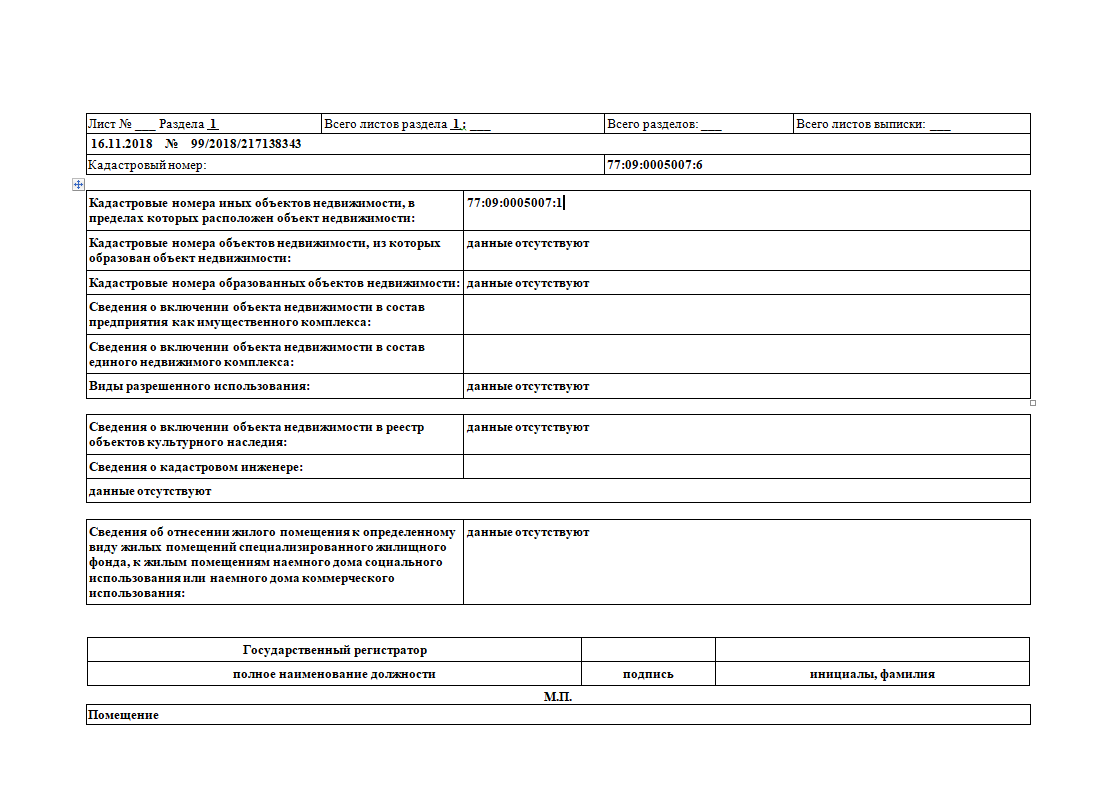 Лист № ___ Раздела 1
Всего листов раздела 1 : ___
Всего разделов: ___
Всего листов выписки: ___
16.11.2018 № 99/2018/217138343
Кадастровый номер:
77:09:0005007:6
Кадастровые номера иных объектов недвижимости, в
пределах которых расположен объект недвижимости:
77:09:0005007:1
Кадастровые номера объектов недвижимости, из которых
образован объект недвижимости:
данные отсутствуют
Кадастровые номера образованных объектов недвижимости:
данные отсутствуют
Сведения о включении объекта недвижимости в состав
предприятия как имущественного комплекса:
Сведения о включении объекта недвижимости в состав
единого недвижимого комплекса:
Виды разрешенного использования:
данные отсутствуют
Сведения о включении объекта недвижимости в реестр
объектов культурного наследия:
данные отсутствуют
Сведения о кадастровом инженере:
данные отсутствуют
Сведения об отнесении жилого помещения к определенному
виду жилых помещений специализированного жилищного
фонда, к жилым помещениям наемного дома социального
использования или наемного дома коммерческого
использования:
данные отсутствуют
Государственный регистратор
полное наименование должности
подпись
инициалы, фамилия
М.П.
Помещение